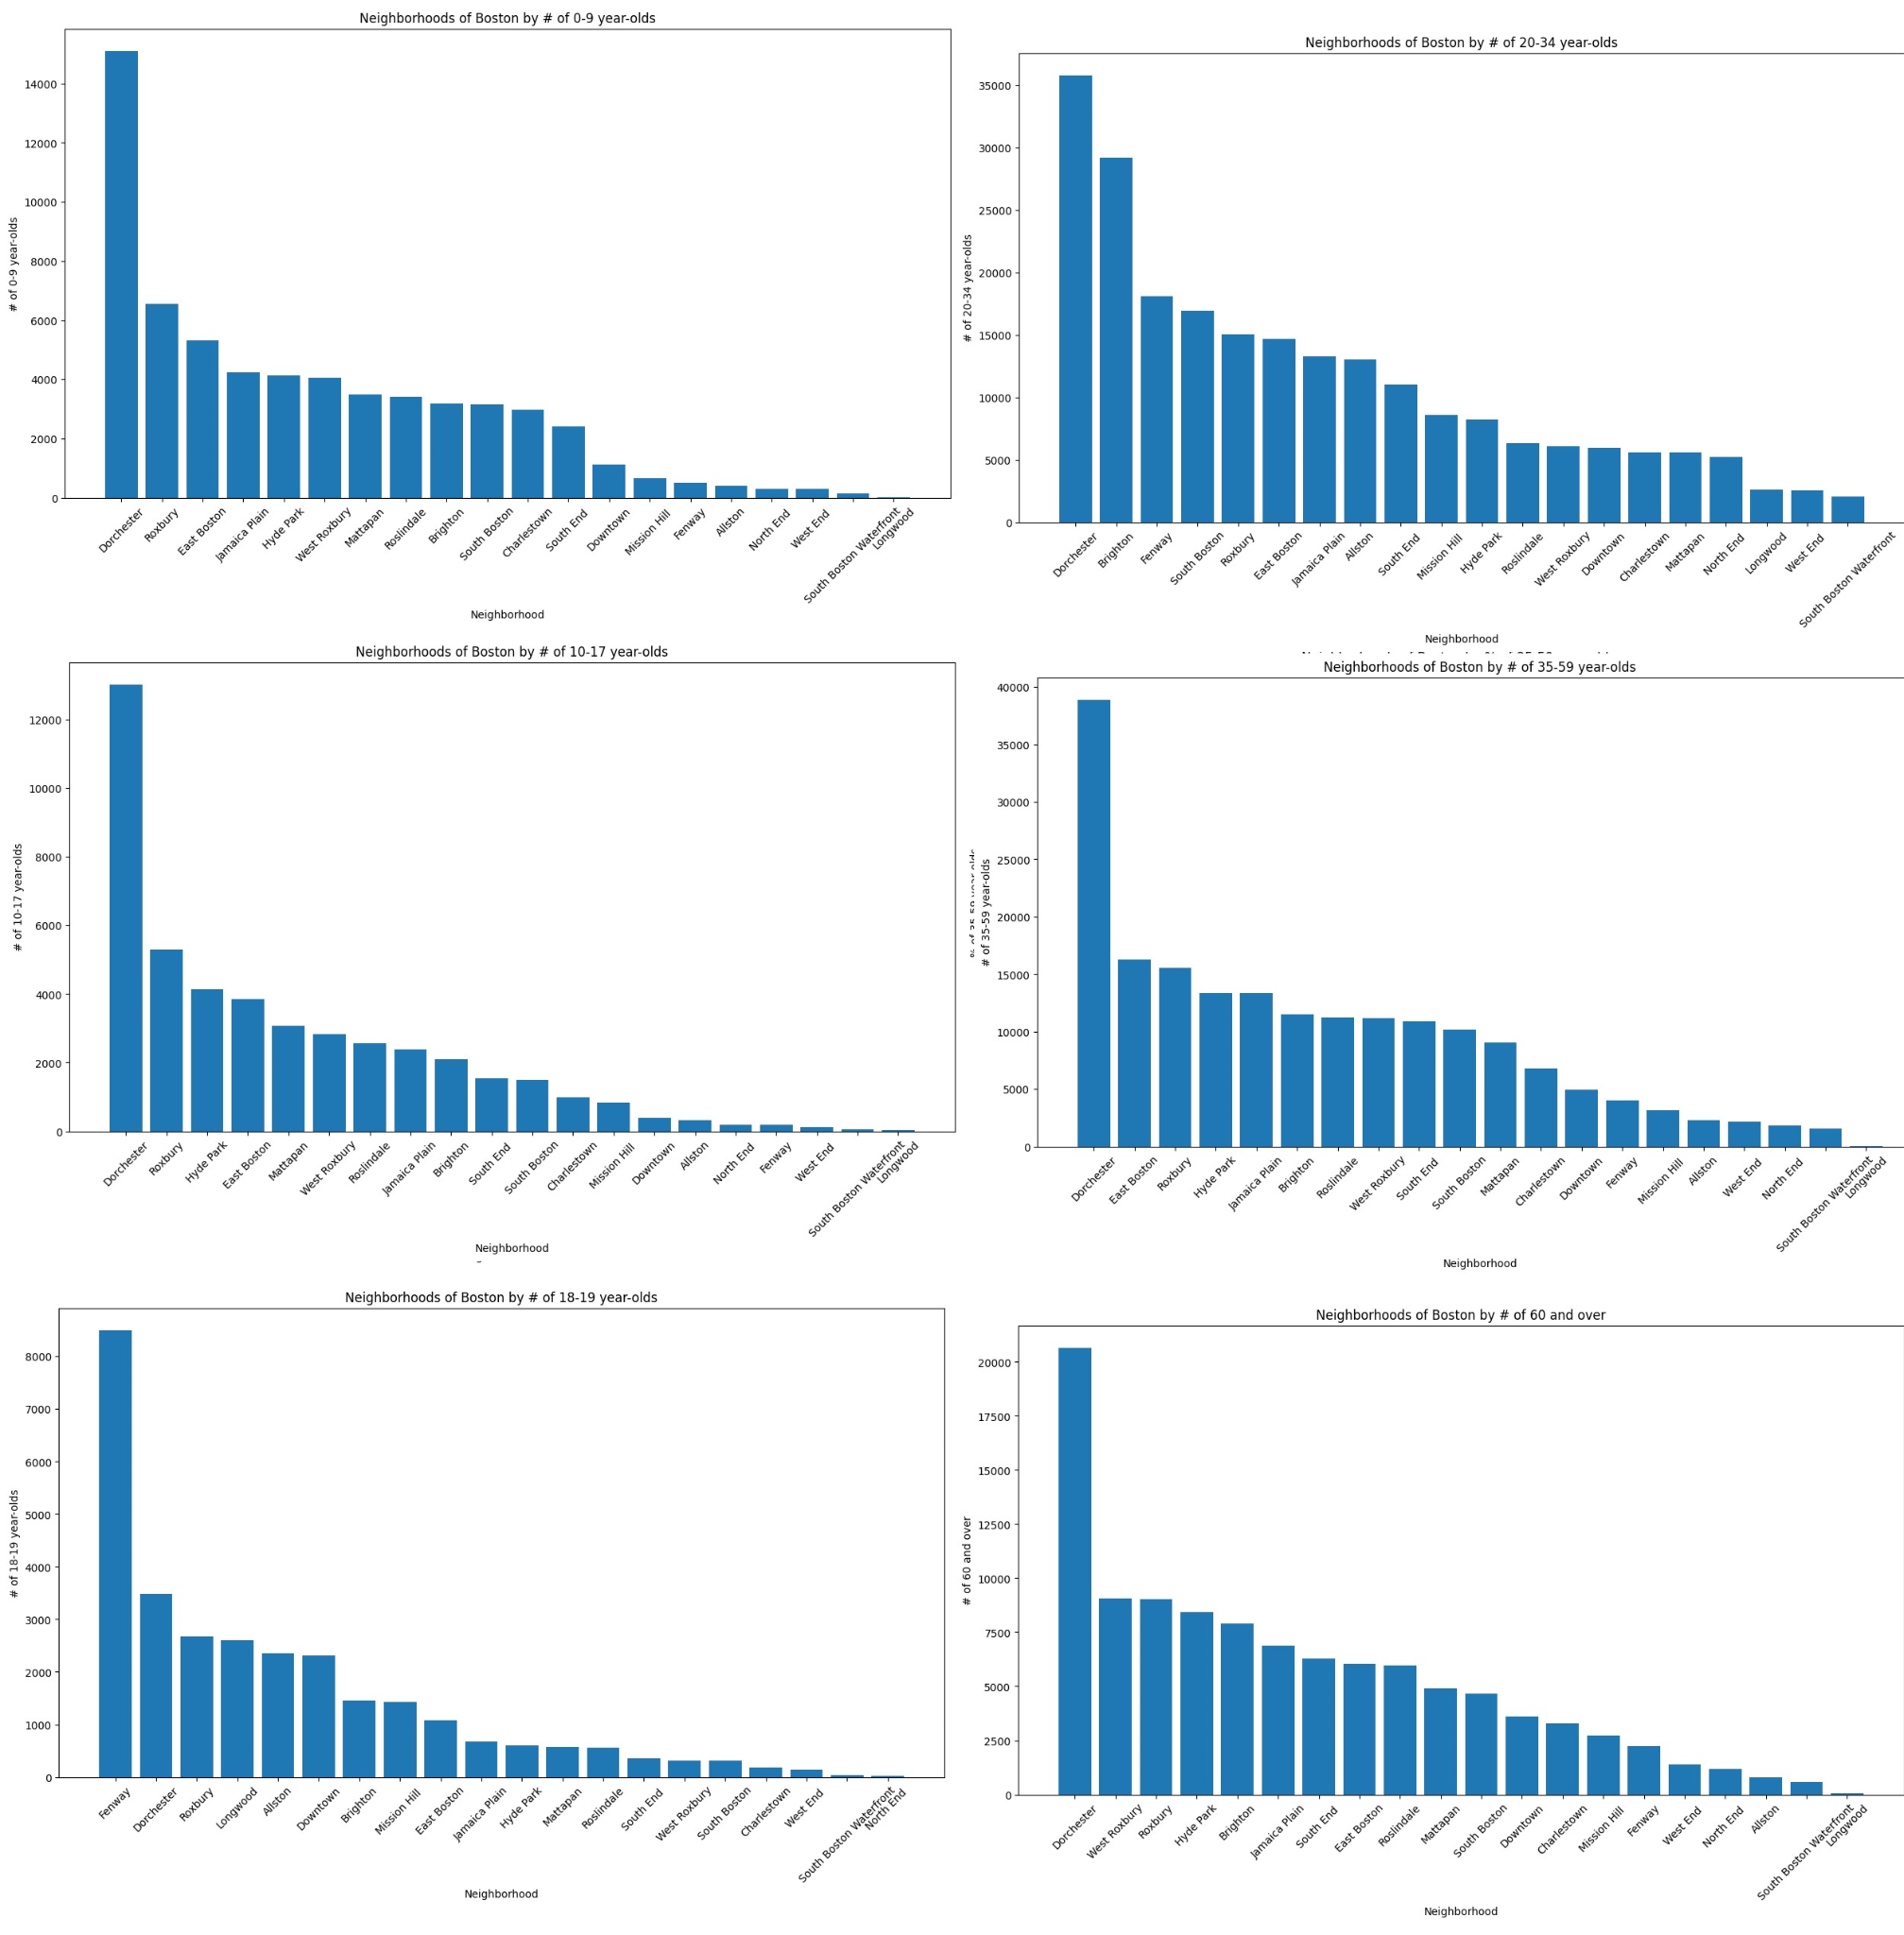 Neighborhoods of Boston by # of 0-9 year-olds
# of 0-9 year-olds
14000
12000
10000
8000
6000
4000
2000
0
Dorchester
Roxbury
East Boston
Jamaica Plain
Hyde Park
West Roxbury
Mattapan
Roslindale
Brighton
South Boston
Charlestown
South End
Downtown
Mission Hill
Fenway
Allston
North End
West End
South Boston Waterfront
Longwood
Neighborhood
Neighborhoods of Boston by # of 20-34 year-olds
# of 20-34 year-olds
35000
30000
25000
20000
15000
10000
5000
0
Dorchester
Brighton
Fenway
South Boston
Roxbury
East Boston
Jamaica Plain
Allston
South End
Mission Hill
Hyde Park
Roslindale
West Roxbury
Downtown
Charlestown
Mattapan
North End
Longwood
West End
South Boston Waterfront
Neighborhood
Neighborhoods of Boston by # of 10-17 year-olds
# of 10-17 year-olds
12000
10000
8000
6000
4000
2000
0
Dorchester
Roxbury
Hyde Park
East Boston
Mattapan
West Roxbury
Roslindale
Jamaica Plain
Brighton
South End
South Boston
Charlestown
Mission Hill
Downtown
Allston
North End
Fenway
West End
South Boston Waterfront
Longwood
Neighborhood
Neighborhoods of Boston by # of 35-59 year-olds
# of 35-59 year-olds
40000
35000
30000
25000
20000
15000
10000
5000
0
Dorchester
East Boston
Roxbury
Hyde Park
Jamaica Plain
Brighton
Roslindale
West Roxbury
South End
South Boston
Mattapan
Charlestown
Downtown
Fenway
Mission Hill
Allston
West End
North End
South Boston Waterfront
Longwood
Neighborhood
Neighborhoods of Boston by # of 18-19 year-olds
# of 18-19 year-olds
8000
7000
6000
5000
4000
3000
2000
1000
0
Fenway
Dorchester
Roxbury
Longwood
Allston
Downtown
Brighton
Mission Hill
East Boston
Jamaica Plain
Hyde Park
Mattapan
Roslindale
South End
West Roxbury
South Boston
Charlestown
West End
South Boston Waterfront
North End
Neighborhood
Neighborhoods of Boston by # of 60 and over
# of 60 and over
20000
17500
15000
12500
10000
7500
5000
2500
0
Dorchester
West Roxbury
Roxbury
Hyde Park
Brighton
Jamaica Plain
South End
East Boston
Roslindale
Mattapan
South Boston
Downtown
Charlestown
Mission Hill
Fenway
West End
North End
Allston
South Boston Waterfront
Longwood
Neighborhood